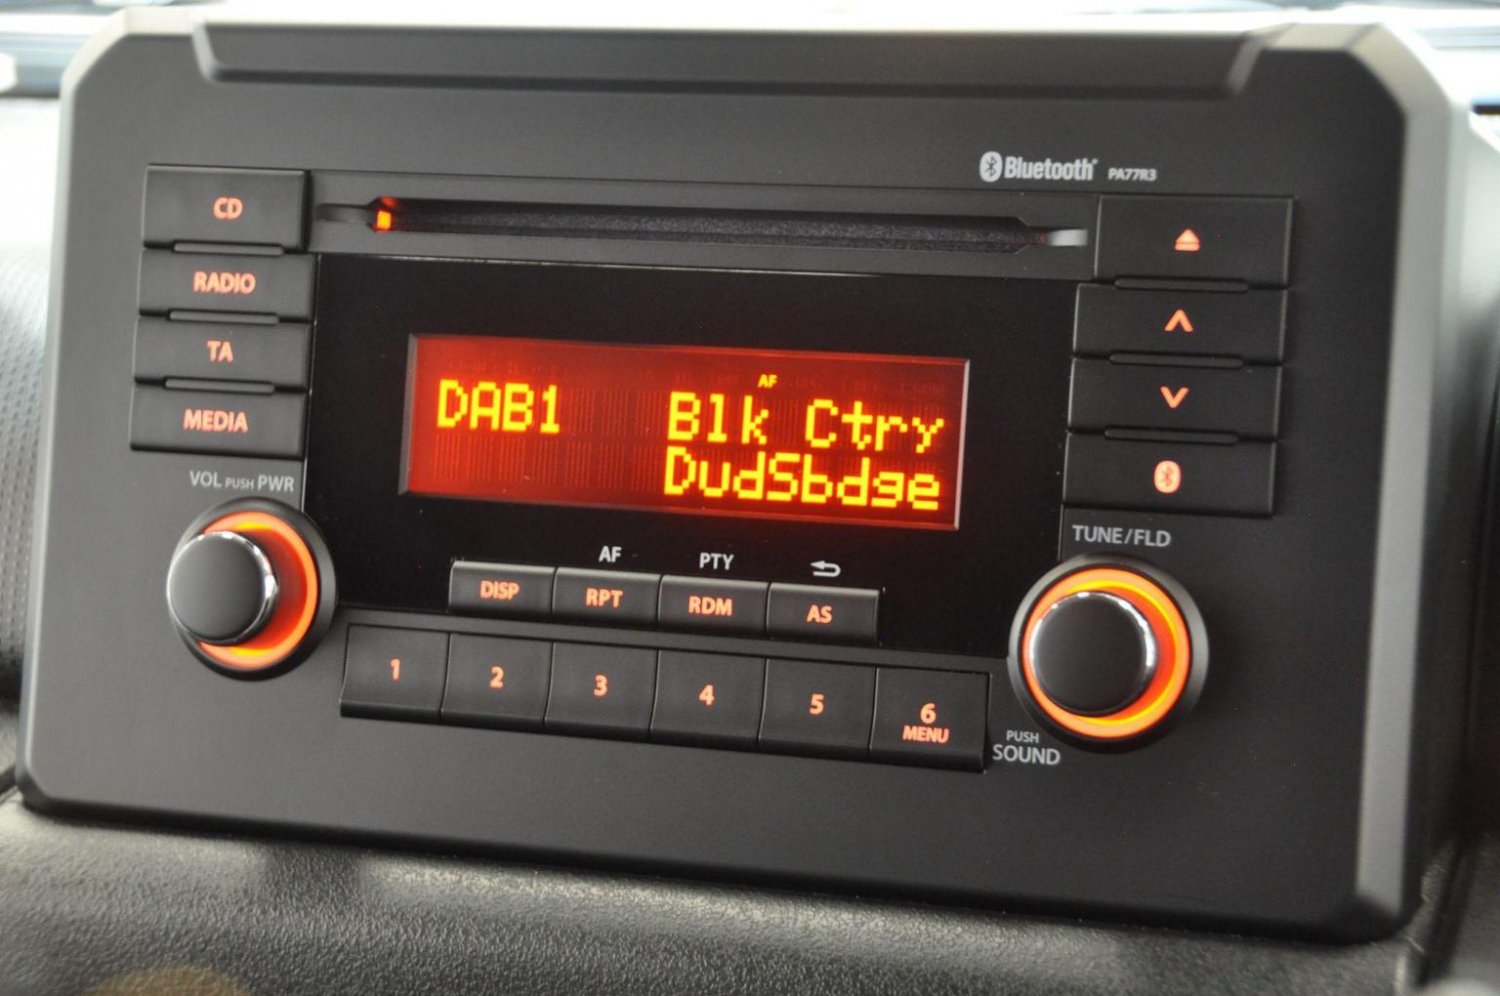 Bluetooth® PA77R3
CD
RADIO
TA
MEDIA
AF
DAB1 Blk Ctry
DudSbdge
VOL PUSH PWR
TUNE/FLD
AF PTY
DISP RPT RDM AS
1 2 3 4 5 6
MENU
PUSH
SOUND